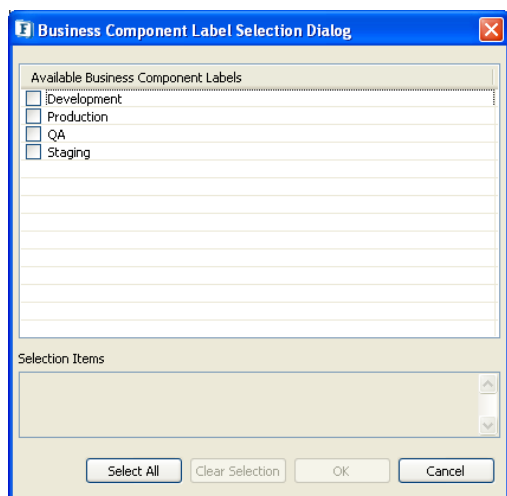 Business Component Label Selection Dialog
Available Business Component Labels
Development
Production
QA
Staging
Selection Items
Select All Clear Selection OK Cancel